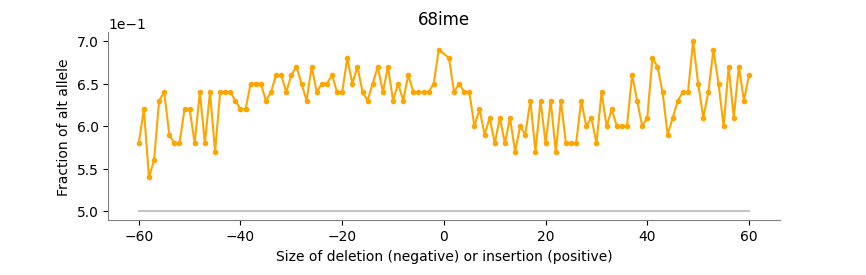 68ime
1e−1
7.0
6.5
6.0
5.5
5.0
Fraction of alt allele
−60 −40 −20 0 20 40 60
Size of deletion (negative) or insertion (positive)